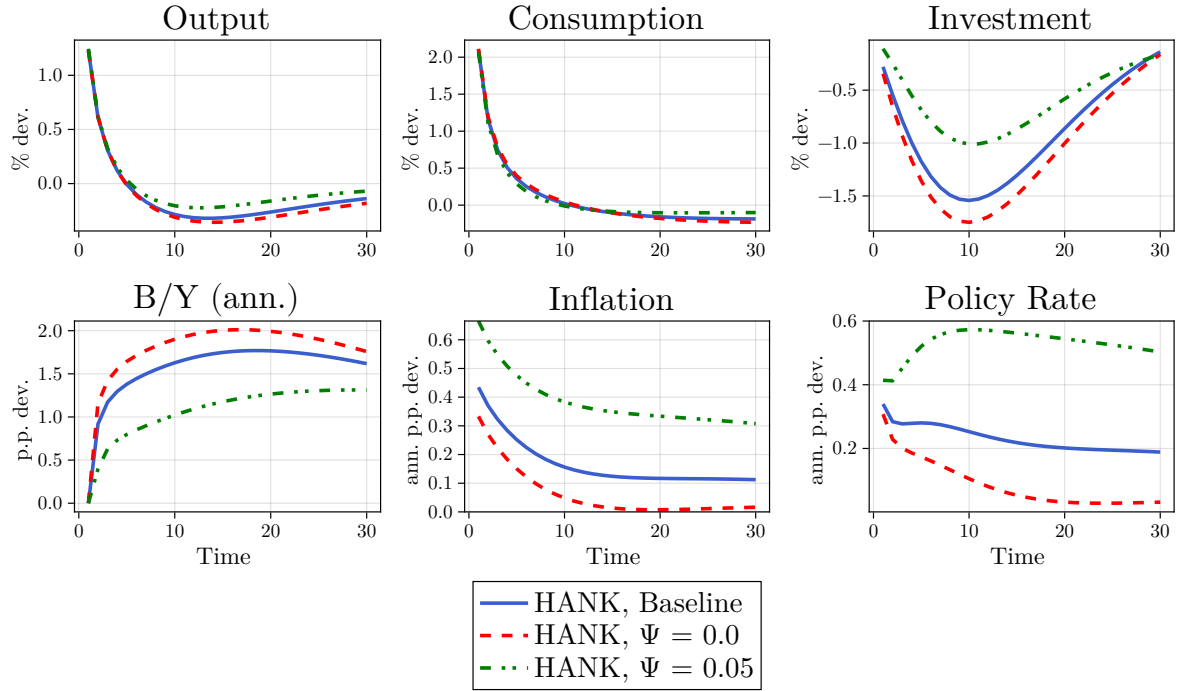 Output
Consumption
Investment
% dev.
1.0
0.5
0.0
0
10
20
30
% dev.
2.0
1.5
1.0
0.5
0.0
0
10
20
30
% dev.
−0.5
−1.0
−1.5
0
10
20
30
B/Y (ann.)
Inflation
Policy Rate
p.p. dev.
2.0
1.5
1.0
0.5
0.0
0
10
20
30
Time
ann. p.p. dev.
0.6
0.5
0.4
0.3
0.2
0.1
0.0
0
10
20
30
Time
ann. p.p. dev.
0.6
0.4
0.2
0
10
20
30
Time
HANK, Baseline
HANK, Ψ = 0.0
HANK, Ψ = 0.05